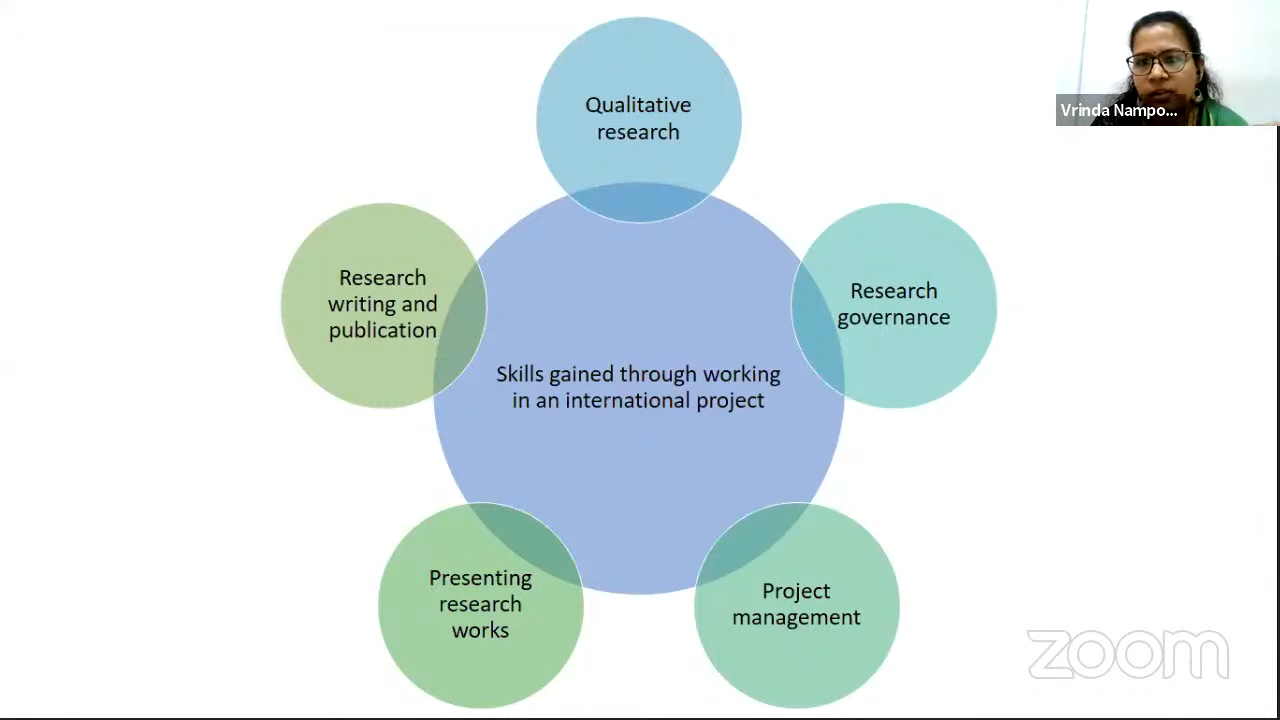 Qualitative
research
Vrinda Nampo...
Research
writing and
publication
Research
governance
Skills gained through working
in an international project
Presenting
research
works
Project
management
zoom